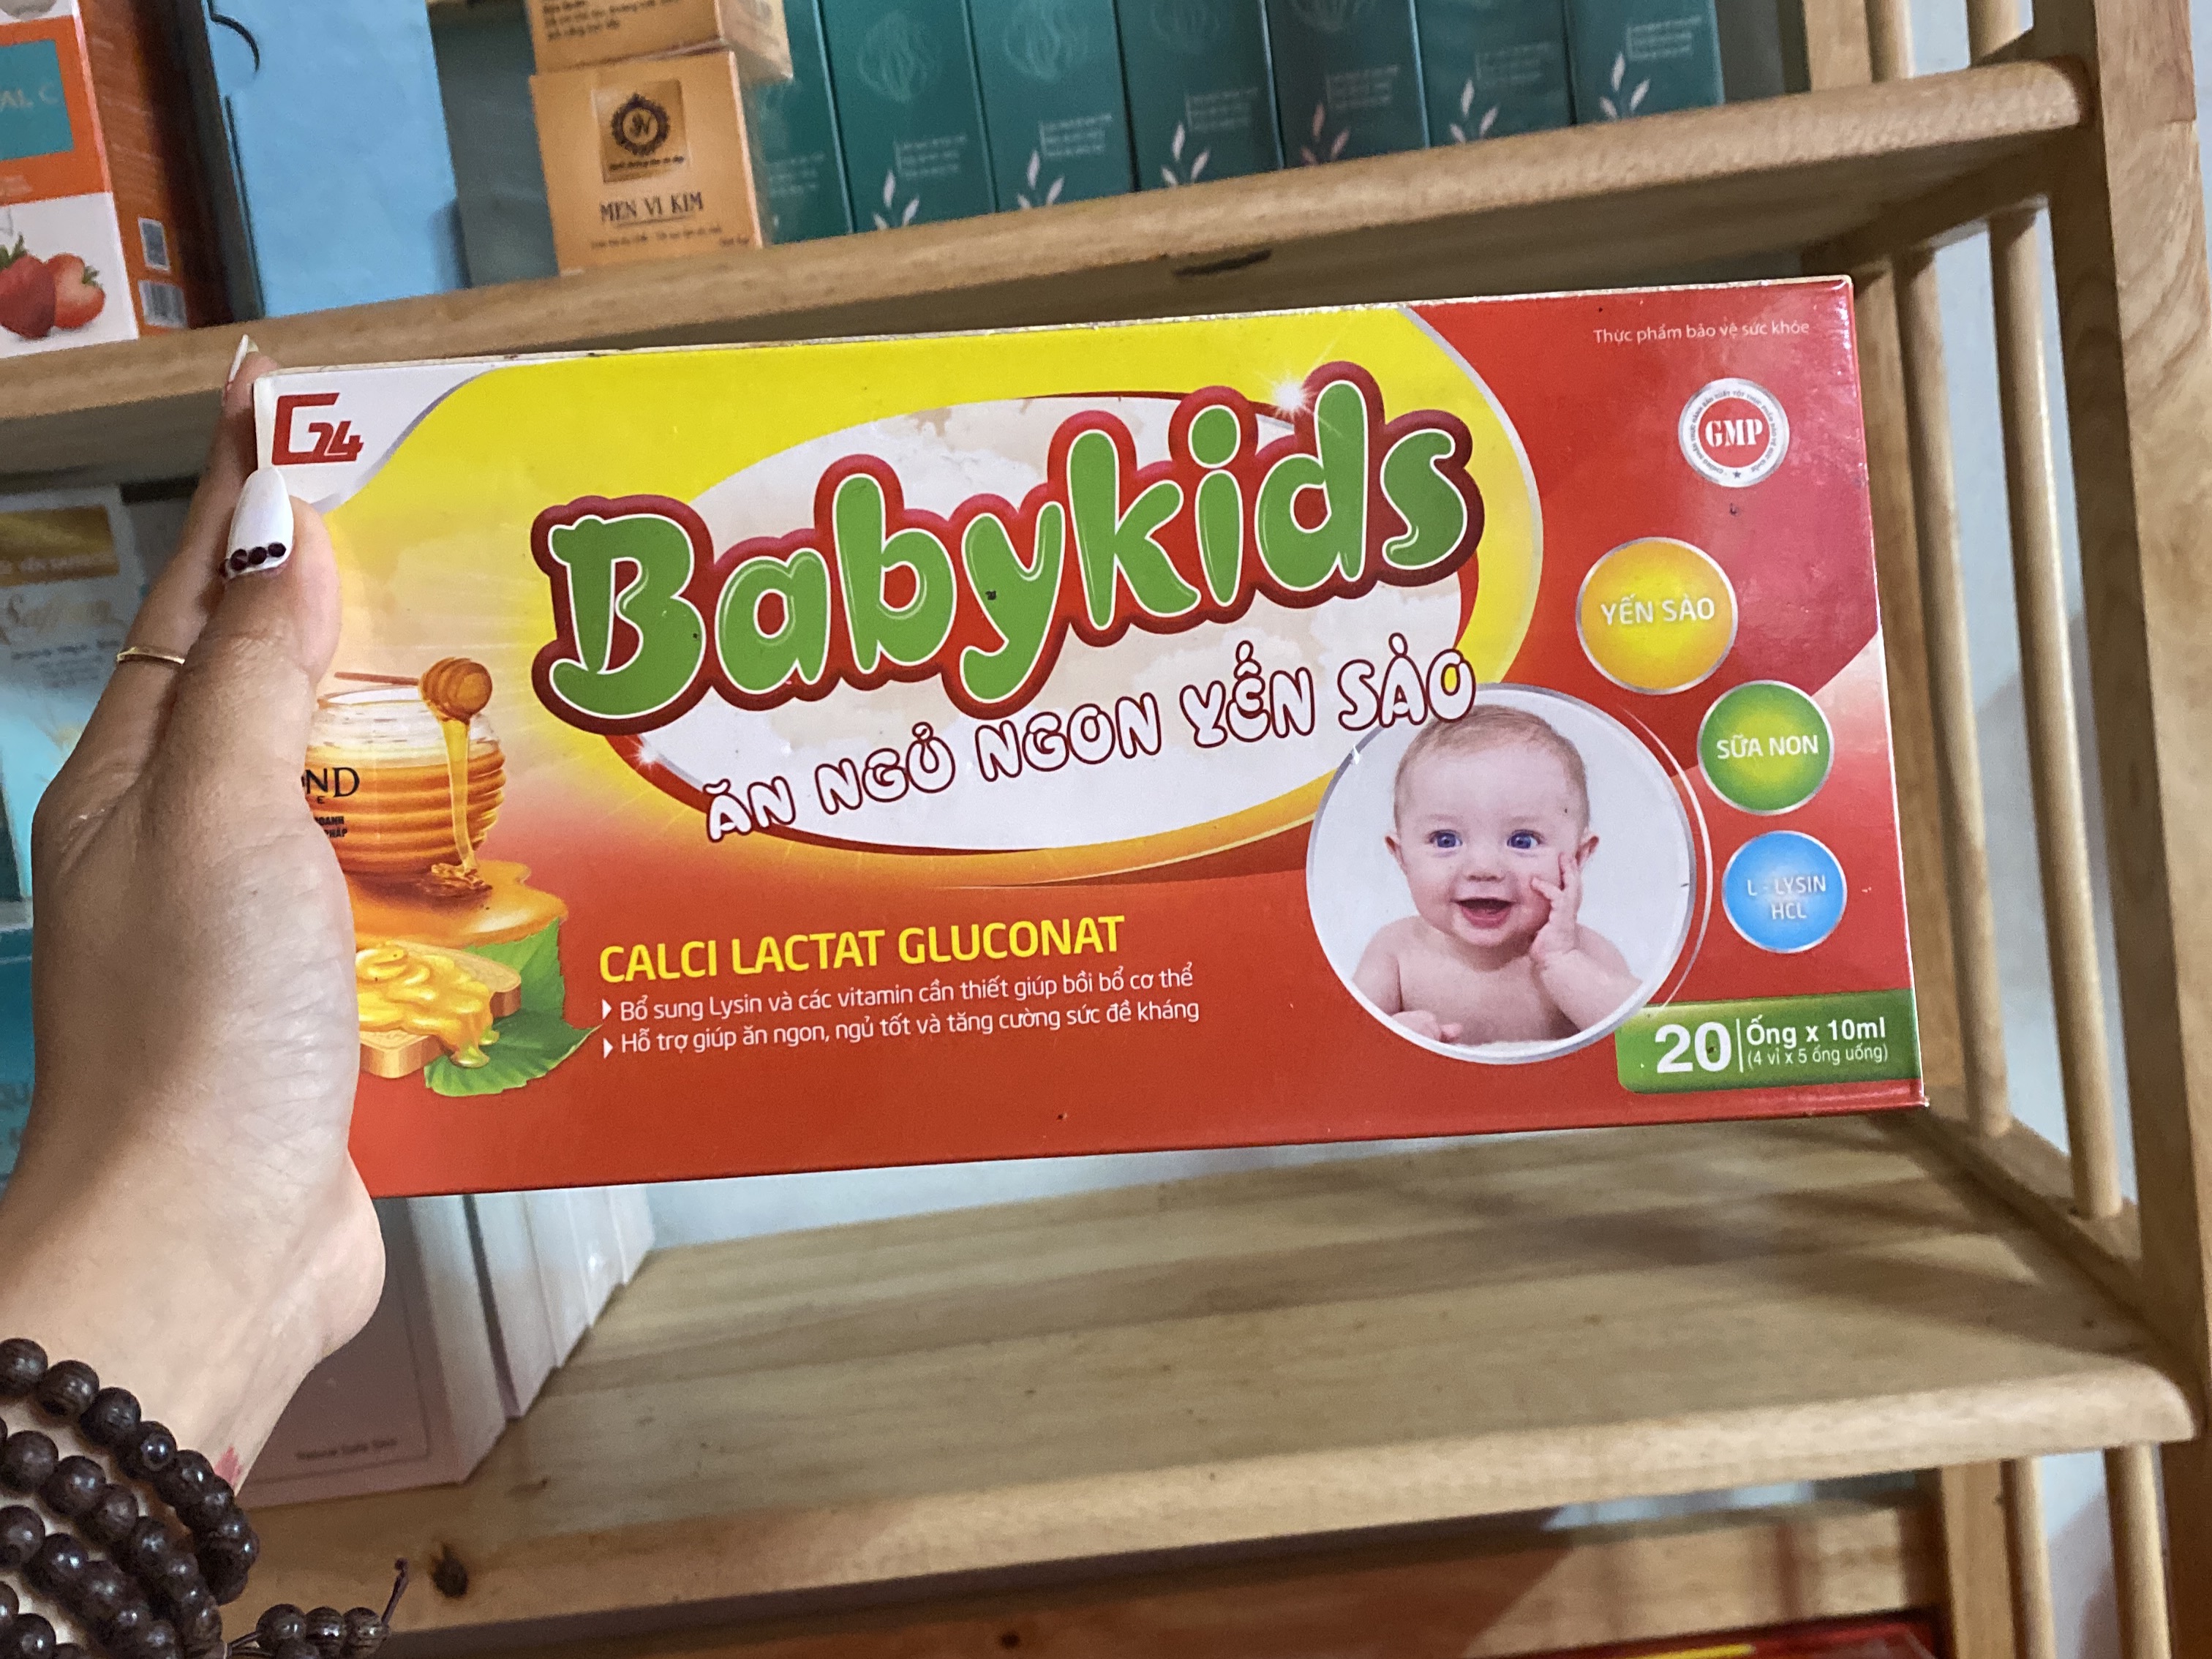 MEN VI KIM
Thực phẩm bảo vệ sức khỏe
G24
GMP
Babykids
ĂN NGỦ NGON YẾN SÀO
YẾN SÀO
SỮA NON
L - LYSIN
HCL
CALCI LACTAT GLUCONAT
Bổ sung Lysin và các vitamin cần thiết giúp bồi bổ cơ thể
Hỗ trợ giúp ăn ngon, ngủ tốt và tăng cường sức đề kháng
20 Ống x 10ml
(4 vỉ x 5 ống uống)